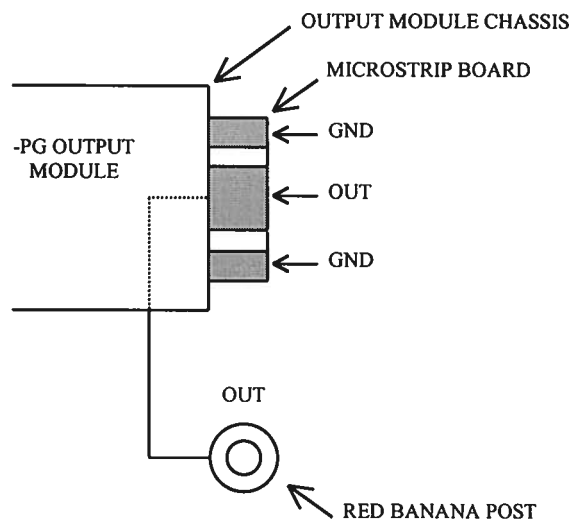 OUTPUT MODULE CHASSIS
MICROSTRIP BOARD
GND
-PG OUTPUT
MODULE
OUT
GND
OUT
RED BANANA POST